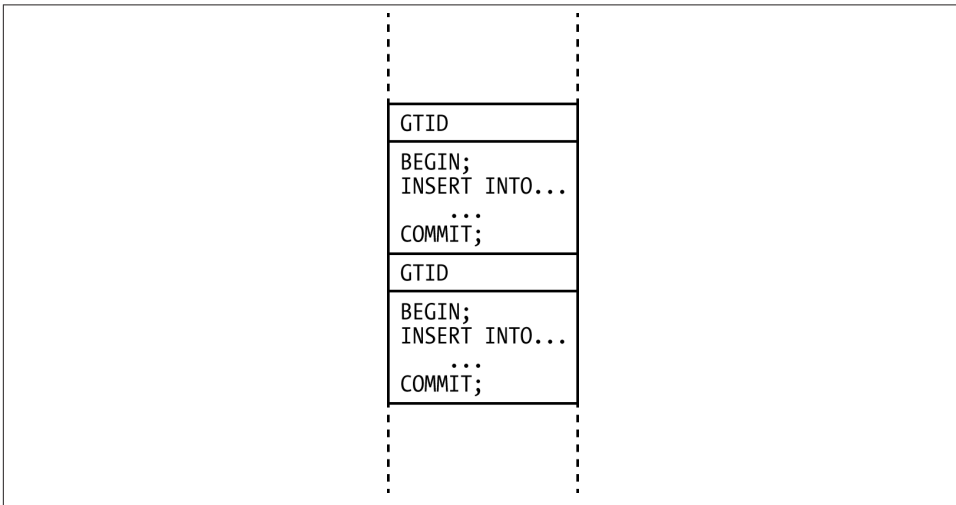 GTID
BEGIN;
INSERT INTO...
...
COMMIT;
GTID
BEGIN;
INSERT INTO...
...
COMMIT;